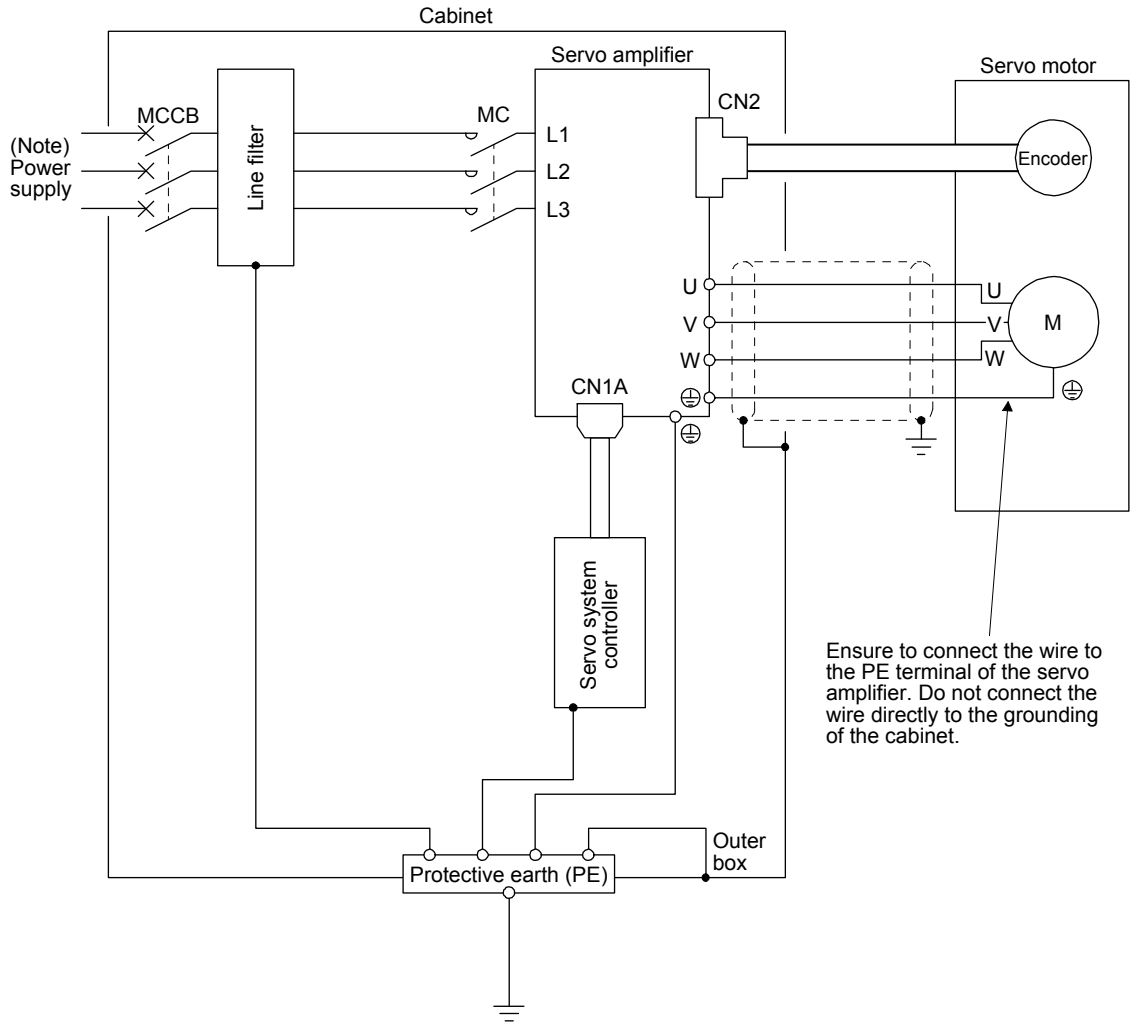 Cabinet
Servo amplifier
Servo motor
CN2
MCCB
MC
(Note)
Power
supply
Line filter
L1
L2
L3
Encoder
U
V
W
U
V
W
M
CN1A
Servo system
controller
Ensure to connect the wire to
the PE terminal of the servo
amplifier. Do not connect the
wire directly to the grounding
of the cabinet.
Outer
box
Protective earth (PE)